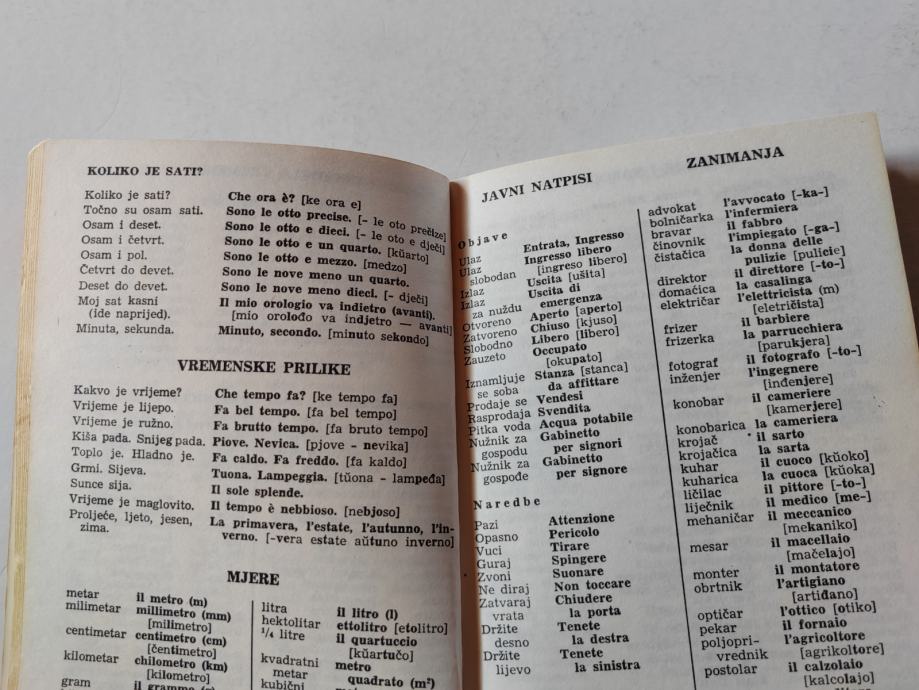 KOLIKO JE SATI?
Koliko je sati? Che ora è? [ke ora e]
Točno su osam sati. Sono le otto precise. [– le oto prečize]
Osam i deset. Sono le otto e dieci. [– le oto e dječi]
Osam i četvrt. Sono le otto e un quarto. [kŭarto]
Osam i pol. Sono le otto e mezzo. [medzo]
Četvrt do devet. Sono le nove meno un quarto.
Deset do devet. Sono le nove meno dieci. [– dječi]
Moj sat kasni Il mio orologio va indietro (avanti).
(ide naprijed). [mio orolođo va indjetro — avanti]
Minuta, sekunda. Minuto, secondo. [minuto sekondo]
VREMENSKE PRILIKE
Kakvo je vrijeme? Che tempo fa? [ke tempo fa]
Vrijeme je lijepo. Fa bel tempo. [fa bel tempo]
Vrijeme je ružno. Fa brutto tempo. [fa bruto tempo]
Kiša pada. Snijeg pada. Piove. Nevica. [pjove – nevika]
Toplo je. Hladno je. Fa caldo. Fa freddo. [fa kaldo]
Grmi. Sijeva. Tuona. Lampeggia. [tŭona – lampeđa]
Sunce sija. Il sole splende.
Vrijeme je maglovito. Il tempo è nebbioso. [nebjoso]
Proljeće, ljeto, jesen, La primavera, l'estate, l'autunno, l'in-
zima. verno. [-vera estate aŭtuno inverno]
MJERE
metar il metro (m)
milimetar millimetro (mm)
[milimetro]
centimetar centimetro (cm)
[čentimetro]
kilometar chilometro (km)
[kilometro]
gram il grammo
litra il litro (l)
hektolitar ettolitro [etolitro]
¼ litre il quartuccio
[kŭartučo]
kvadratni metro
metar quadrato (m²)
kubični
JAVNI NATPISI
Objave
Ulaz Entrata, Ingresso
Ulaz Ingresso libero
slobodan [ingreso libero]
Izlaz Uscita [ušita]
Izlaz Uscita di
za nuždu emergenza
Otvoreno Aperto [aperto]
Zatvoreno Chiuso [kjuso]
Slobodno Libero [libero]
Zauzeto Occupato
[okupato]
Iznamljuje Stanza [stanca]
se soba da affittare
Prodaje se Vendesi
Rasprodaja Svendita
Pitka voda Acqua potabile
Nužnik za Gabinetto
gospodu per signori
Nužnik za Gabinetto
gospođe per signore
Naredbe
Pazi Attenzione
Opasno Pericolo
Vuci Tirare
Guraj Spingere
Zvoni Suonare
Ne diraj Non toccare
Zatvaraj Chiudere
vrata la porta
Držite Tenete
desno la destra
Držite Tenete
lijevo la sinistra
ZANIMANJA
advokat l'avvocato [-ka-]
bolničarka l'infermiera
bravar il fabbro
činovnik l'impiegato [-ga-]
čistačica la donna delle
pulizie [pulicie]
direktor il direttore [-to-]
domaćica la casalinga
električar l'elettricista (m)
[eletričista]
frizer il barbiere
frizerka la parrucchiera
[parukjera]
fotograf il fotografo [-to-]
inženjer l'ingegnere
[inđenjere]
konobar il cameriere
[kamerjere]
konobarica la cameriera
krojač il sarto
krojačica la sarta
kuhar il cuoco [kŭoko]
kuharica la cuoca [kŭoka]
ličilac il pittore [-to-]
liječnik il medico [me-]
mehaničar il meccanico
[mekaniko]
mesar il macellaio
[mačelajo]
monter il montatore
obrtnik l'artigiano
[artiđano]
optičar l'ottico [otiko]
pekar il fornaio
poljopri- l'agricoltore
vrednik [agrikoltore]
postolar il calzolaio
[kalcolajo]